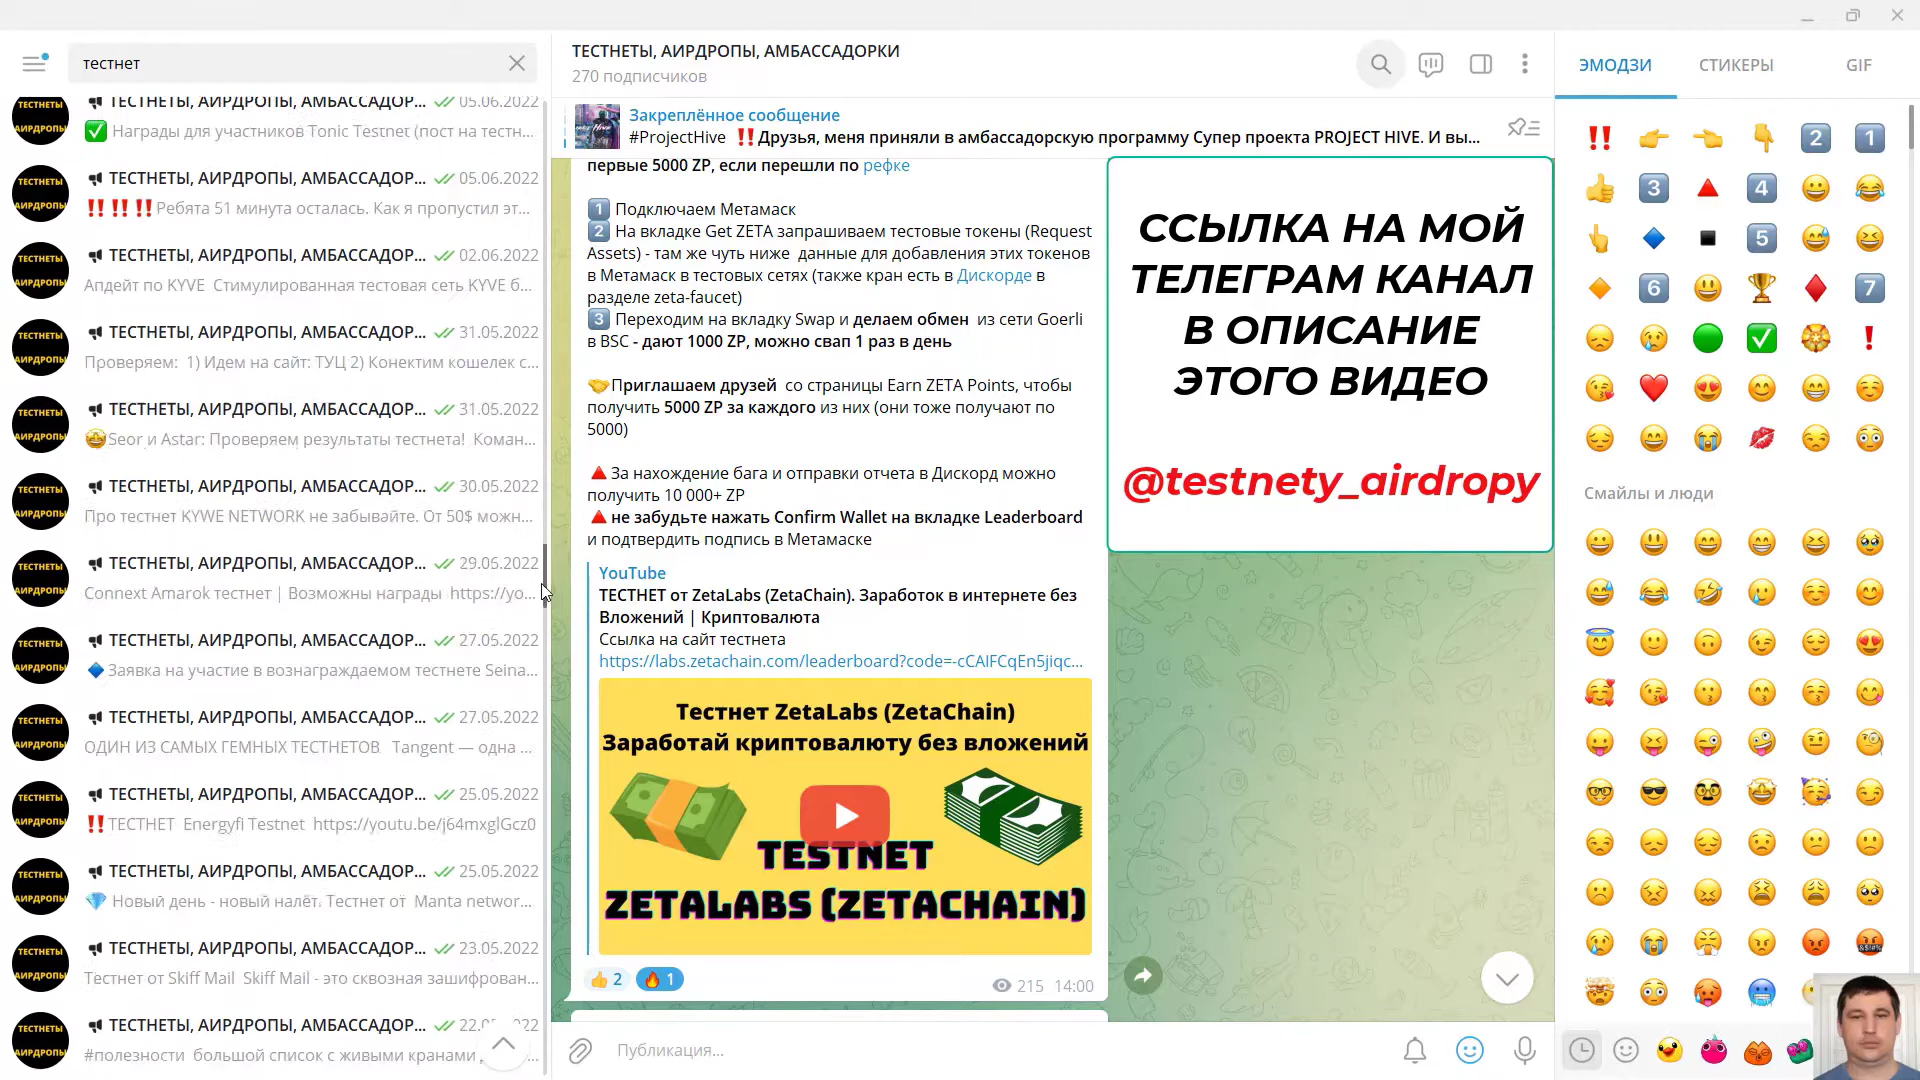 тестнет
ТЕСТНЕТЫ, АИРДРОПЫ, АМБАССАДОР... 05.06.2022
Награды для участников Tonic Testnet (пост на тестн...
ТЕСТНЕТЫ, АИРДРОПЫ, АМБАССАДОР... 05.06.2022
‼️‼️‼️Ребята 51 минута осталась. Как я пропустил эт...
ТЕСТНЕТЫ, АИРДРОПЫ, АМБАССАДОР... 02.06.2022
Апдейт по KYVE Стимулированная тестовая сеть KYVE б...
ТЕСТНЕТЫ, АИРДРОПЫ, АМБАССАДОР... 31.05.2022
Проверяем: 1) Идем на сайт: ТУЦ 2) Конектим кошелек с...
ТЕСТНЕТЫ, АИРДРОПЫ, АМБАССАДОР... 31.05.2022
Seor и Astar: Проверяем результаты тестнета! Коман...
ТЕСТНЕТЫ, АИРДРОПЫ, АМБАССАДОР... 30.05.2022
Про тестнет KYWE NETWORK не забывайте. От 50$ можн...
ТЕСТНЕТЫ, АИРДРОПЫ, АМБАССАДОР... 29.06.2022
Connext Amarok тестнет | Возможны награды https://yo...
ТЕСТНЕТЫ, АИРДРОПЫ, АМБАССАДОР... 27.05.2022
Заявка на участие в вознаграждаемом тестнете Seina...
ТЕСТНЕТЫ, АИРДРОПЫ, АМБАССАДОР... 27.05.2022
ОДИН ИЗ САМЫХ ГЕМНЫХ ТЕСТНЕТОВ Tangent — одна ...
ТЕСТНЕТЫ, АИРДРОПЫ, АМБАССАДОР... 25.05.2022
‼️ТЕСТНЕТ Energyfi Testnet https://youtu.be/j64mxglGcz0
ТЕСТНЕТЫ, АИРДРОПЫ, АМБАССАДОР... 25.05.2022
Новый день - новый налёт. Тестнет от Manta networ...
ТЕСТНЕТЫ, АИРДРОПЫ, АМБАССАДОР... 23.05.2022
Тестнет от Skiff Mail Skiff Mail - это сквозная зашифрован...
ТЕСТНЕТЫ, АИРДРОПЫ, АМБАССАДОР...
#полезности большой список с живыми кранами
ТЕСТНЕТЫ, АИРДРОПЫ, АМБАССАДОРКИ
270 подписчиков
Закреплённое сообщение
#ProjectHive ‼️Друзья, меня приняли в амбассадорскую программу Супер проекта PROJECT HIVE. И вы...
первые 5000 ZP, если перешли по рефке
1 Подключаем Метамаск
2 На вкладке Get ZETA запрашиваем тестовые токены (Request
Assets) - там же чуть ниже данные для добавления этих токенов
в Метамаск в тестовых сетях (также кран есть в Дискорде в
разделе zeta-faucet)
3 Переходим на вкладку Swap и делаем обмен из сети Goerli
в BSC - дают 1000 ZP, можно свап 1 раз в день
Приглашаем друзей со страницы Earn ZETA Points, чтобы
получить 5000 ZP за каждого из них (они тоже получают по
5000)
За нахождение бага и отправки отчета в Дискорд можно
получить 10 000+ ZP
не забудьте нажать Confirm Wallet на вкладке Leaderboard
и подтвердить подпись в Метамаске
YouTube
ТЕСТНЕТ от ZetaLabs (ZetaChain). Заработок в интернете без
Вложений | Криптовалюта
Ссылка на сайт тестнета
https://labs.zetachain.com/leaderboard?code=-cCAlFCqEn5jiqc...
Тестнет ZetaLabs (ZetaChain)
Заработай криптовалюту без вложений
TESTNET
ZETALABS (ZETACHAIN)
2
1
215 14:00
Публикация...
ССЫЛКА НА МОЙ
ТЕЛЕГРАМ КАНАЛ
В ОПИСАНИЕ
ЭТОГО ВИДЕО
@testnety_airdropy
ЭМОДЗИ СТИКЕРЫ GIF
Смайлы и люди